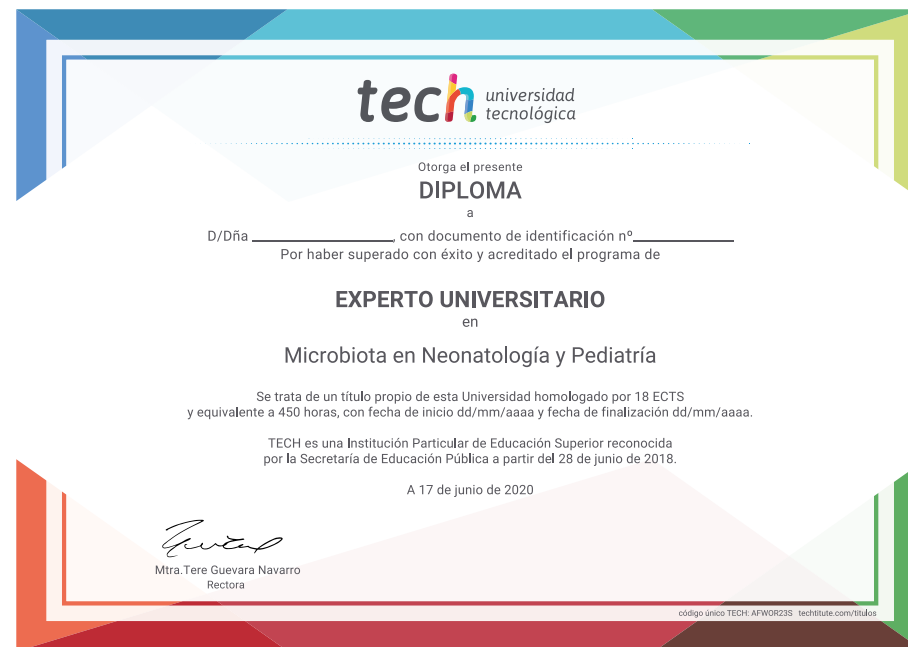 tech universidad
tecnológica
Otorga el presente
DIPLOMA
a
D/Dña ____________________, con documento de identificación nº______________
Por haber superado con éxito y acreditado el programa de
EXPERTO UNIVERSITARIO
en
Microbiota en Neonatología y Pediatría
Se trata de un título propio de esta Universidad homologado por 18 ECTS
y equivalente a 450 horas, con fecha de inicio dd/mm/aaaa y fecha de finalización dd/mm/aaaa.
TECH es una Institución Particular de Educación Superior reconocida
por la Secretaría de Educación Pública a partir del 28 de junio de 2018.
A 17 de junio de 2020
Mtra.Tere Guevara Navarro
Rectora
código único TECH: AFWOR23S techtitute.com/titulos